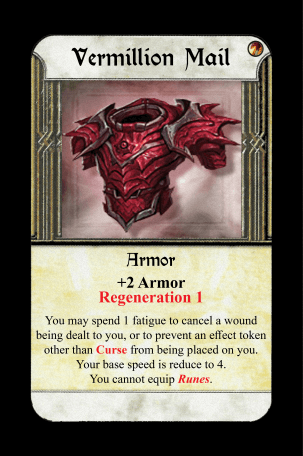 Vermillion Mail
Armor
+2 Armor
Regeneration 1
You may spend 1 fatigue to cancel a wound
being dealt to you, or to prevent an effect token
other than Curse from being placed on you.
Your base speed is reduce to 4.
You cannot equip Runes.